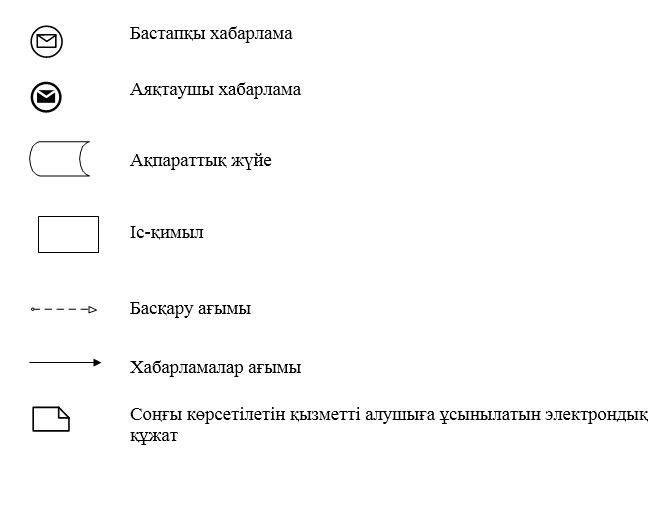 Бастапқы хабарлама
Аяқтаушы хабарлама
Ақпараттық жүйе
Іс-қимыл
Басқару ағымы
Хабарламалар ағымы
Соңғы көрсетілетін қызметті алушыға ұсынылатын электрондық
құжат